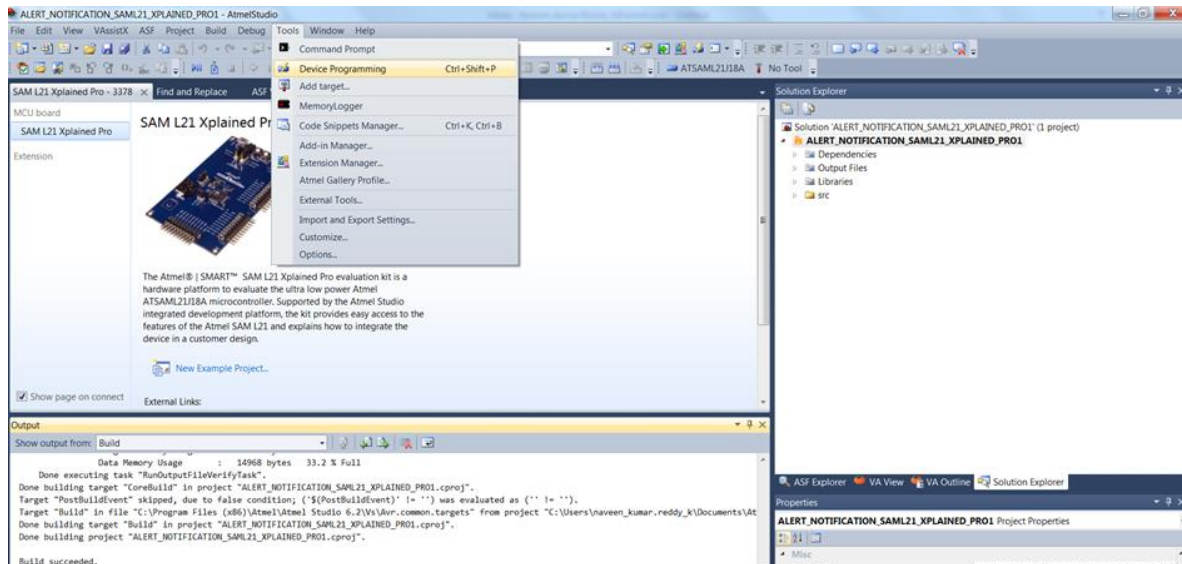 ALERT_NOTIFICATION_SAML21_XPLAINED_PRO1 - AtmelStudio
File Edit View VAssistX ASF Project Build Debug Tools Window Help
Command Prompt
Device Programming Ctrl+Shift+P
Add target...
MemoryLogger
Code Snippets Manager... Ctrl+K, Ctrl+B
Add-in Manager...
Extension Manager...
Atmel Gallery Profile...
External Tools...
Import and Export Settings...
Customize...
Options...
ATSAML21J18A No Tool
SAM L21 Xplained Pro - 3378 Find and Replace ASF
MCU board
SAM L21 Xplained Pro
Extension
SAM L21 Xplained Pr
The Atmel® | SMART™ SAM L21 Xplained Pro evaluation kit is a
hardware platform to evaluate the ultra low power Atmel
ATSAML21J18A microcontroller. Supported by the Atmel Studio
integrated development platform, the kit provides easy access to the
features of the Atmel SAM L21 and explains how to integrate the
device in a customer design.
New Example Project...
Show page on connect
External Links:
Solution Explorer
Solution 'ALERT_NOTIFICATION_SAML21_XPLAINED_PRO1' (1 project)
ALERT_NOTIFICATION_SAML21_XPLAINED_PRO1
Dependencies
Output Files
Libraries
src
Output
Show output from: Build
Data Memory Usage : 14968 bytes 33.2 % Full
Done executing task "RunOutputFileVerifyTask".
Done building target "CoreBuild" in project "ALERT_NOTIFICATION_SAML21_XPLAINED_PRO1.cproj".
Target "PostBuildEvent" skipped, due to false condition; ('$(PostBuildEvent)' != '') was evaluated as ('' != '').
Target "Build" in file "C:\Program Files (x86)\Atmel\Atmel Studio 6.2\Vs\Avr.common.targets" from project "C:\Users\naveen_kumar.reddy_k\Documents\At
Done building target "Build" in project "ALERT_NOTIFICATION_SAML21_XPLAINED_PRO1.cproj".
Done building project "ALERT_NOTIFICATION_SAML21_XPLAINED_PRO1.cproj".
Build succeeded.
ASF Explorer VA View VA Outline Solution Explorer
Properties
ALERT_NOTIFICATION_SAML21_XPLAINED_PRO1 Project Properties
Misc